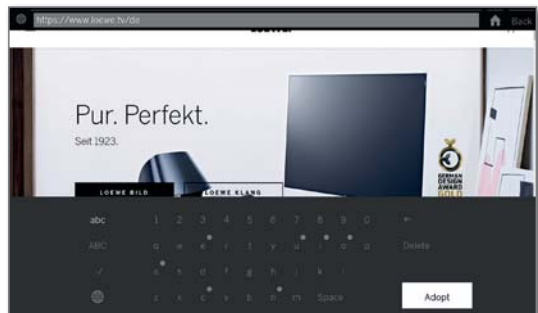 https://www.loewe.tv/de
Back
Pur. Perfekt.
Seit 1923.
LOEWE BILD
LOEWE KLANG
GERMAN
DESIGN
AWARD
GOLD
abc 1 2 3 4 5 6 7 8 9 0 ←
ABC q w e r t y u i o p Delete
a s d f g h j k l
z x c v b n m Space Adopt